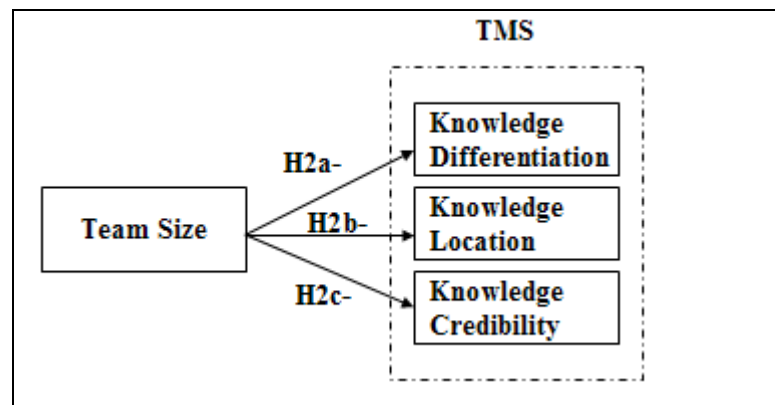 TMS
Knowledge
Differentiation
H2a-
Team Size
H2b-
Knowledge
Location
H2c-
Knowledge
Credibility